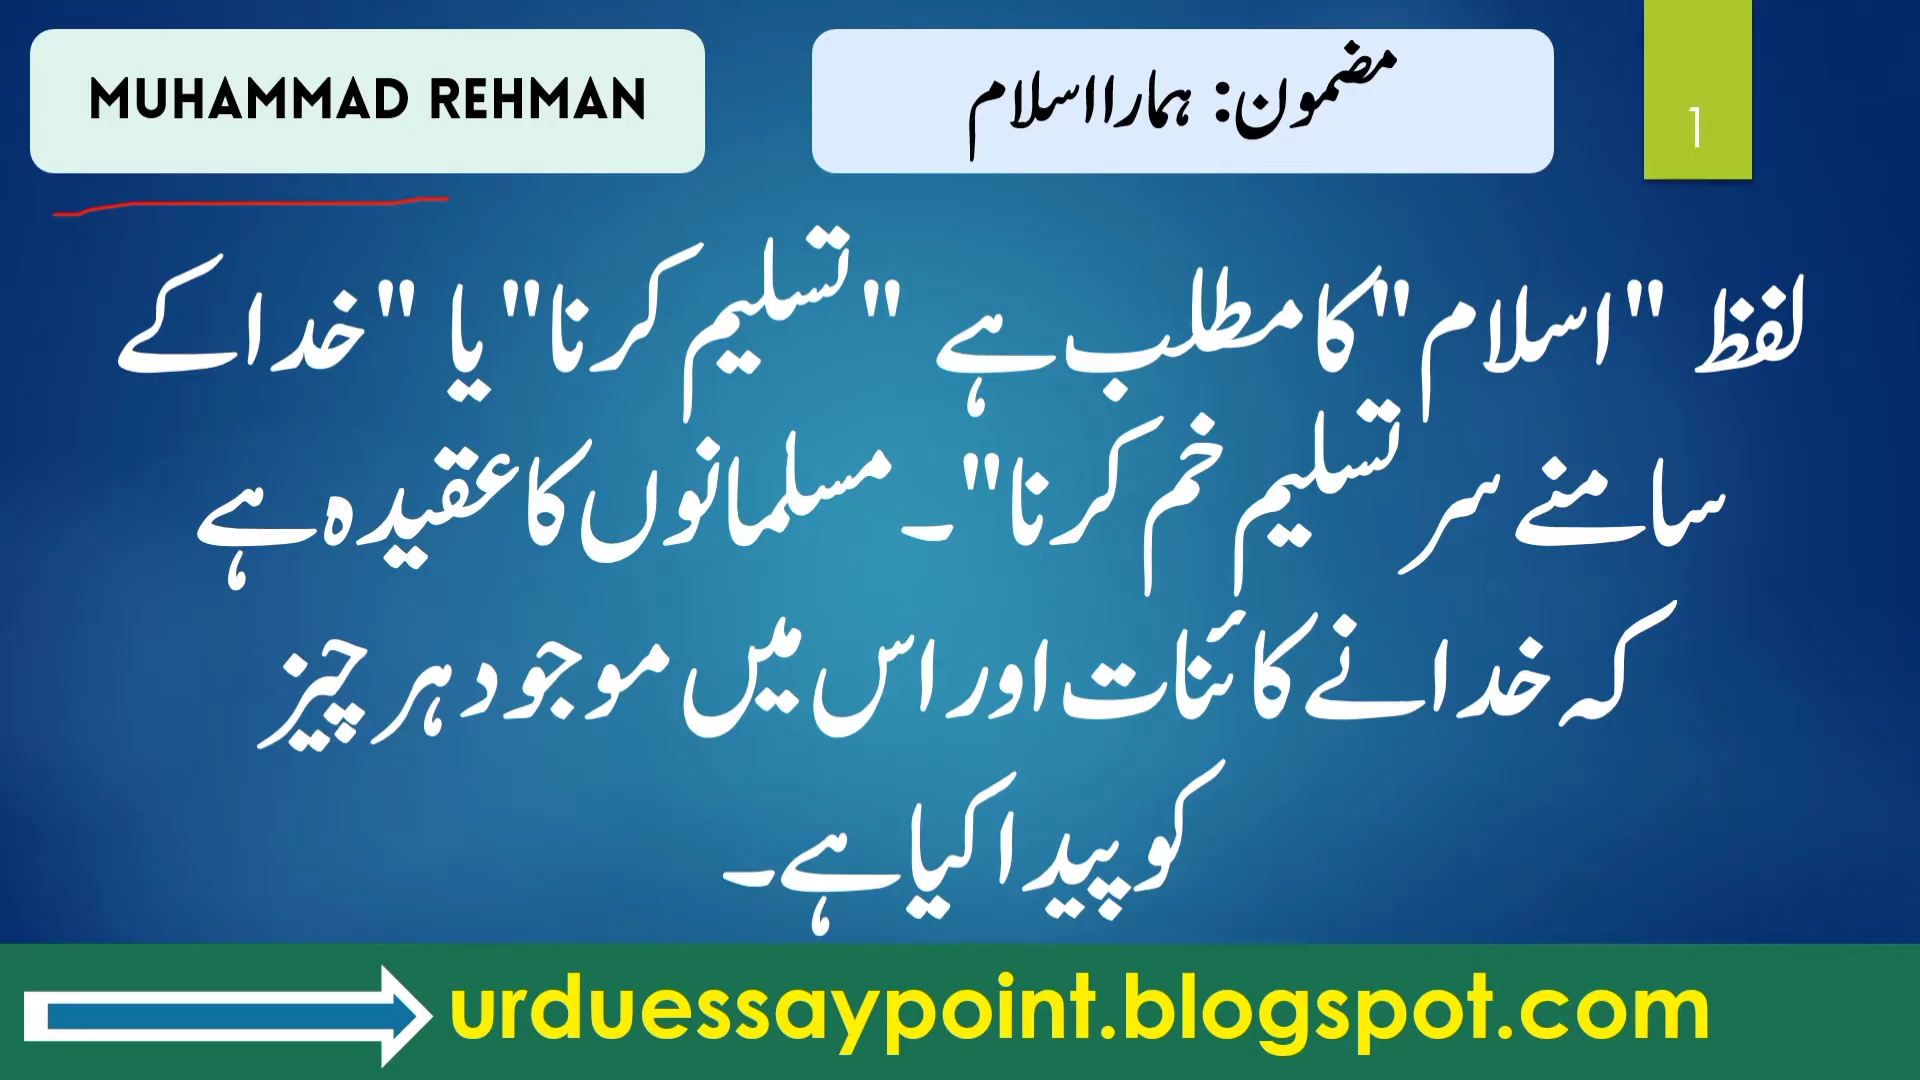 MUHAMMAD REHMAN
مضمون: ہمارا اسلام
1
لفظ "اسلام" کا مطلب ہے "تسلیم کرنا" یا "خدا کے
سامنے سر تسلیم خم کرنا"۔ مسلمانوں کا عقیدہ ہے
کہ خدا نے کائنات اور اس میں موجود ہر چیز
کو پیدا کیا ہے۔
urduessaypoint.blogspot.com